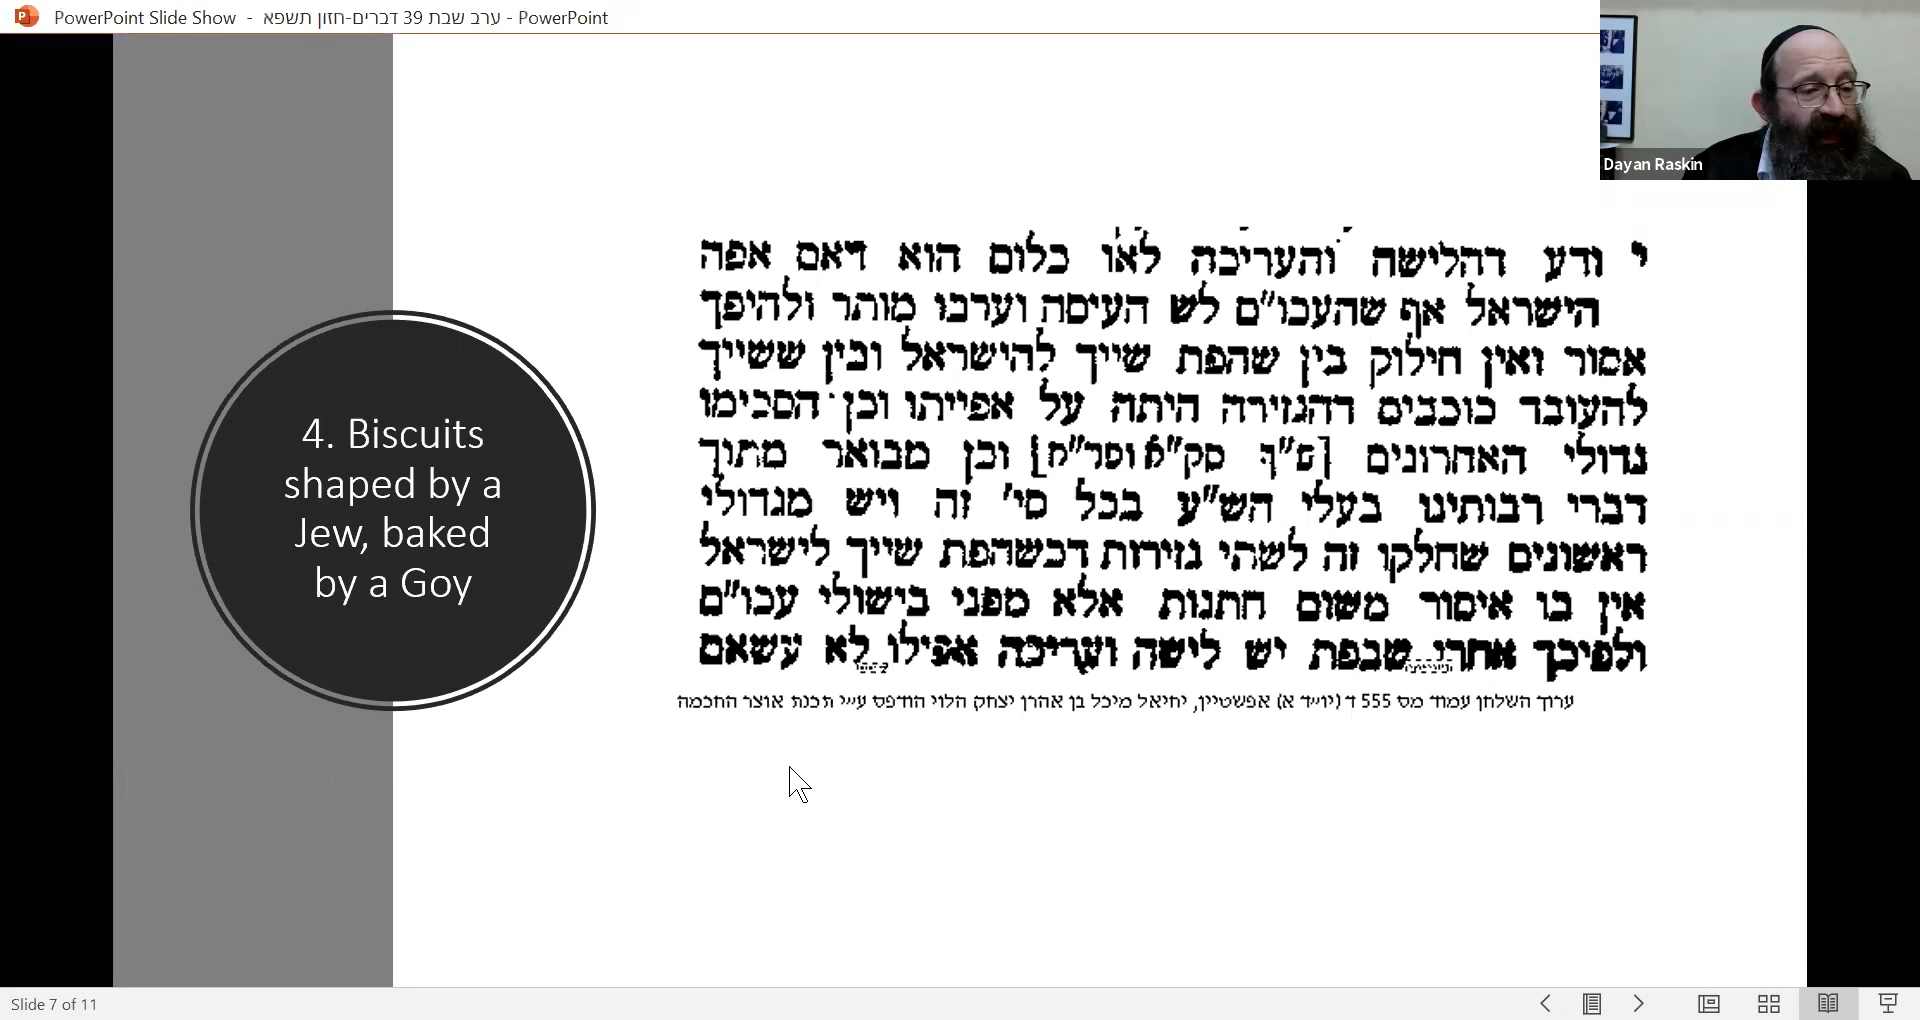 PowerPoint Slide Show - ערב שבת 39 דברים-חזון תשפא - PowerPoint
Dayan Raskin
4. Biscuits
shaped by a
Jew, baked
by a Goy
י ודע דהלישה והעריכה לאו כלום הוא דאם אפה
הישראל אף שהעכו"ם לש העיסה וערכו מותר ולהיפך
אסור ואין חילוק בין שהפת שייך להישראל ובין ששייך
להעובד כוכבים דהגזירה היתה על אפייתו וכן הסכימו
גדולי האחרונים [ש"ך סק"א ופר"ח] וכן מבואר מתוך
דברי רבותינו בעלי הש"ע בכל סי' זה ויש מגדולי
ראשונים שחלקו זה לשתי גזירות דכשהפת שייך לישראל
אין בו איסור משום חתנות אלא מפני בישולי עכו"ם
ולפיכך אחרי שבפת יש לישה ועריכה אפילו לא עשאם
ערוך השלחן עמוד מס 555 ד (יו"ד א) אפשטיין, יחיאל מיכל בן אהרן יצחק הלוי הודפס ע"י תכנת אוצר החכמה
Slide 7 of 11